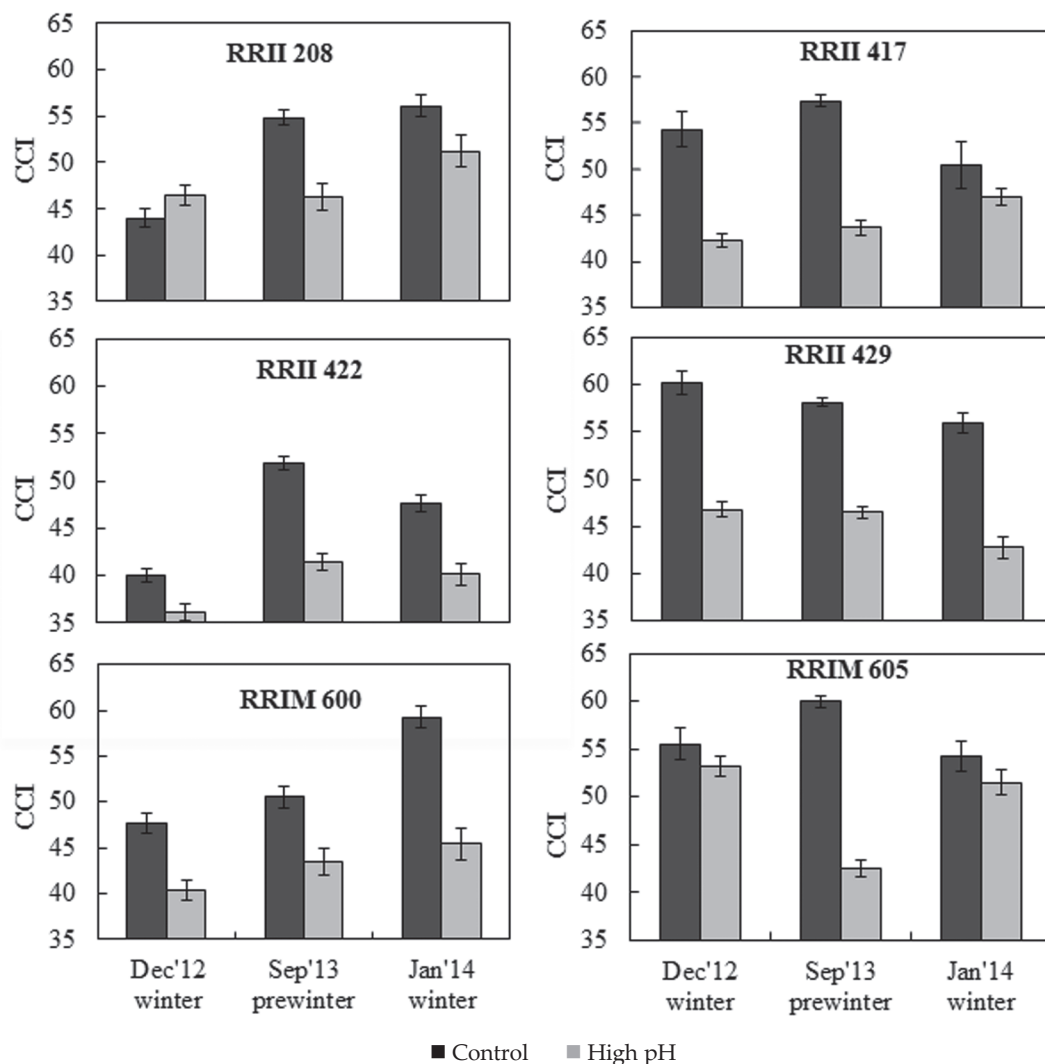 RRII 208
CCI
65
60
55
50
45
40
35
RRII 417
CCI
65
60
55
50
45
40
35
RRII 422
CCI
65
60
55
50
45
40
35
RRII 429
CCI
65
60
55
50
45
40
35
RRIM 600
CCI
65
60
55
50
45
40
35
Dec'12 winter
Sep'13 prewinter
Jan'14 winter
RRIM 605
CCI
65
60
55
50
45
40
35
Dec'12 winter
Sep'13 prewinter
Jan'14 winter
Control
High pH